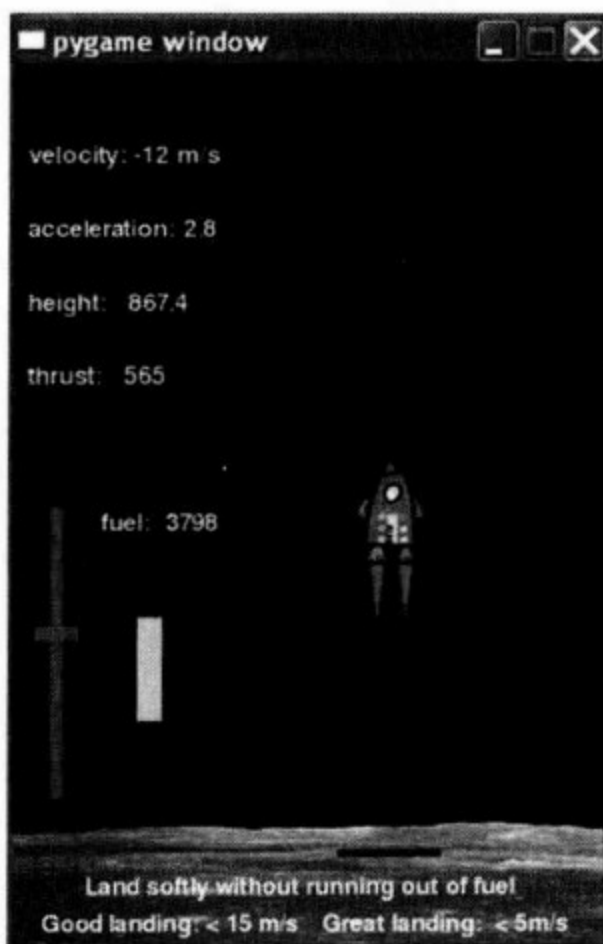 pygame window
velocity: -12 m/s
acceleration: 2.8
height: 867.4
thrust: 565
fuel: 3798
Land softly without running out of fuel
Good landing: < 15 m/s Great landing: < 5m/s